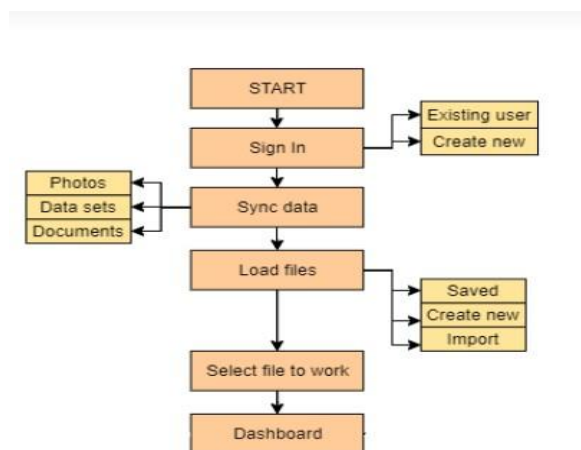 START
Existing user
Sign In
Create new
Photos
Data sets
Sync data
Documents
Load files
Saved
Create new
Import
Select file to work
Dashboard